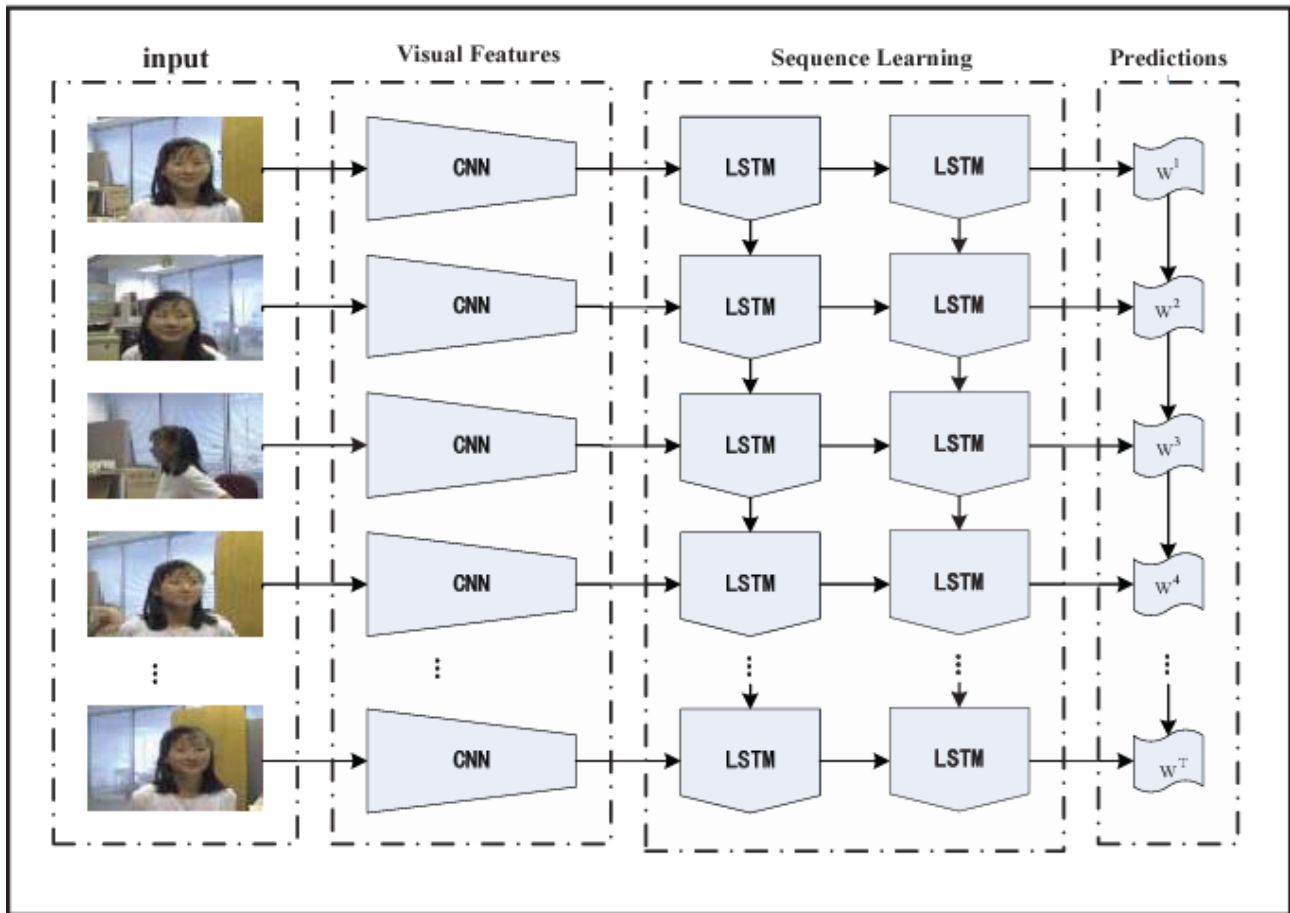 input Visual Features Sequence Learning Predictions
CNN LSTM LSTM W¹
CNN LSTM LSTM W²
CNN LSTM LSTM W³
CNN LSTM LSTM W⁴
⋮ ⋮ ⋮ ⋮ ⋮
CNN LSTM LSTM Wᵀ